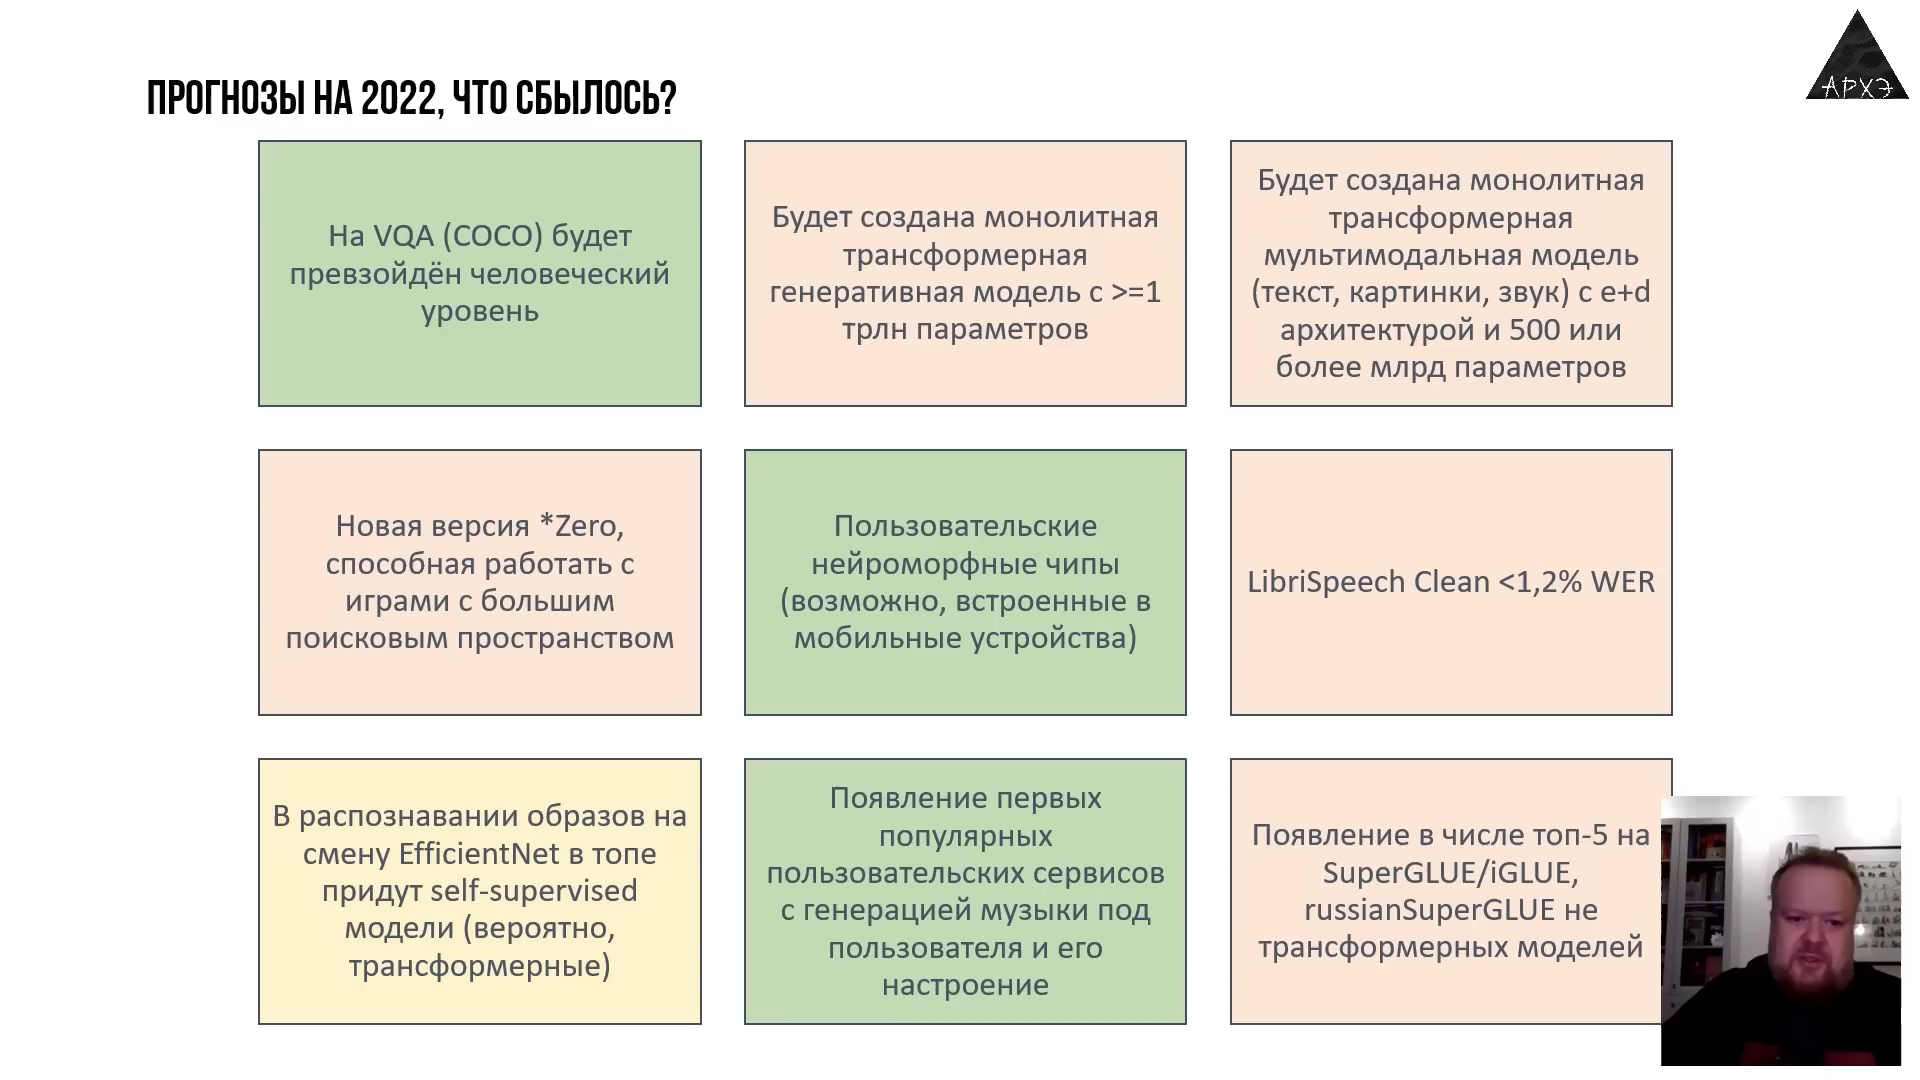 ПРОГНОЗЫ НА 2022, ЧТО СБЫЛОСЬ?
АРХЭ
На VQA (COCO) будет
превзойдён человеческий
уровень
Будет создана монолитная
трансформерная
генеративная модель с >=1
трлн параметров
Будет создана монолитная
трансформерная
мультимодальная модель
(текст, картинки, звук) с e+d
архитектурой и 500 или
более млрд параметров
Новая версия *Zero,
способная работать с
играми с большим
поисковым пространством
Пользовательские
нейроморфные чипы
(возможно, встроенные в
мобильные устройства)
LibriSpeech Clean <1,2% WER
В распознавании образов на
смену EfficientNet в топе
придут self-supervised
модели (вероятно,
трансформерные)
Появление первых
популярных
пользовательских сервисов
с генерацией музыки под
пользователя и его
настроение
Появление в числе топ-5 на
SuperGLUE/iGLUE,
russianSuperGLUE не
трансформерных моделей